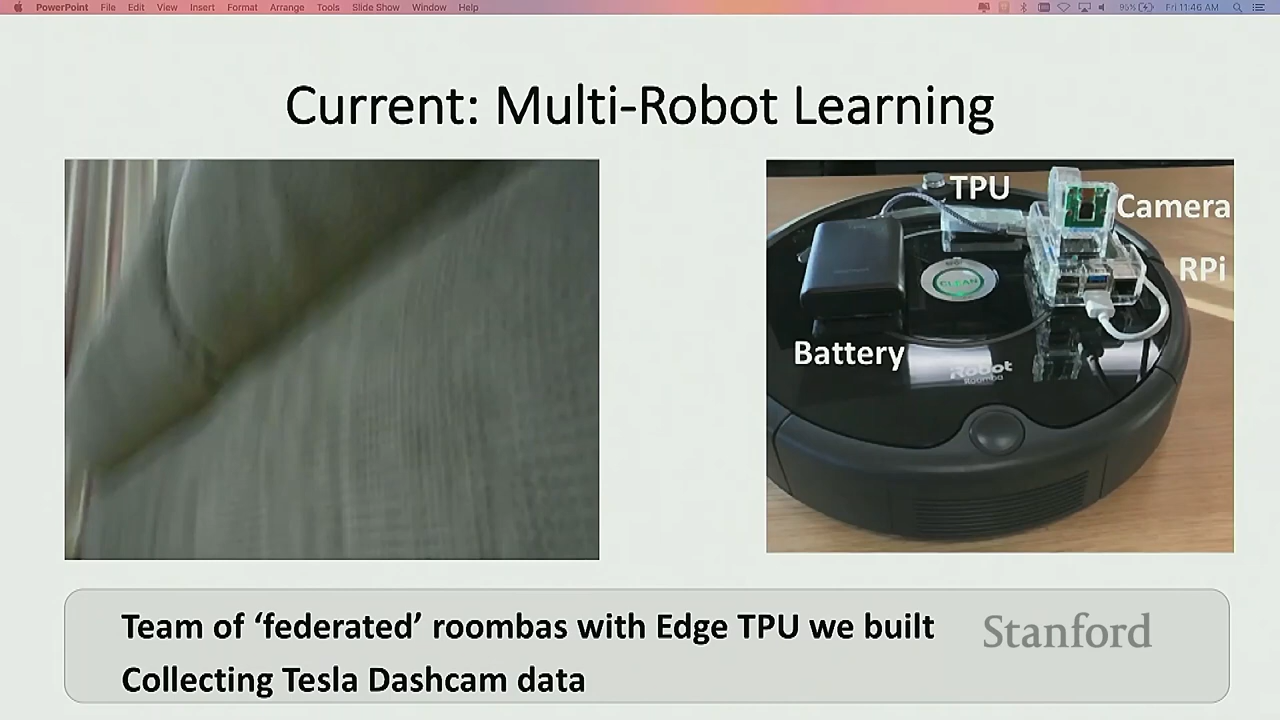 PowerPoint File Edit View Insert Format Arrange Tools Slide Show Window Help 95% Fri 11:46 AM
Current: Multi-Robot Learning
TPU
Camera
RPi
CLEAN
Battery
iRobot
Roomba
Team of ‘federated’ roombas with Edge TPU we built
Stanford
Collecting Tesla Dashcam data